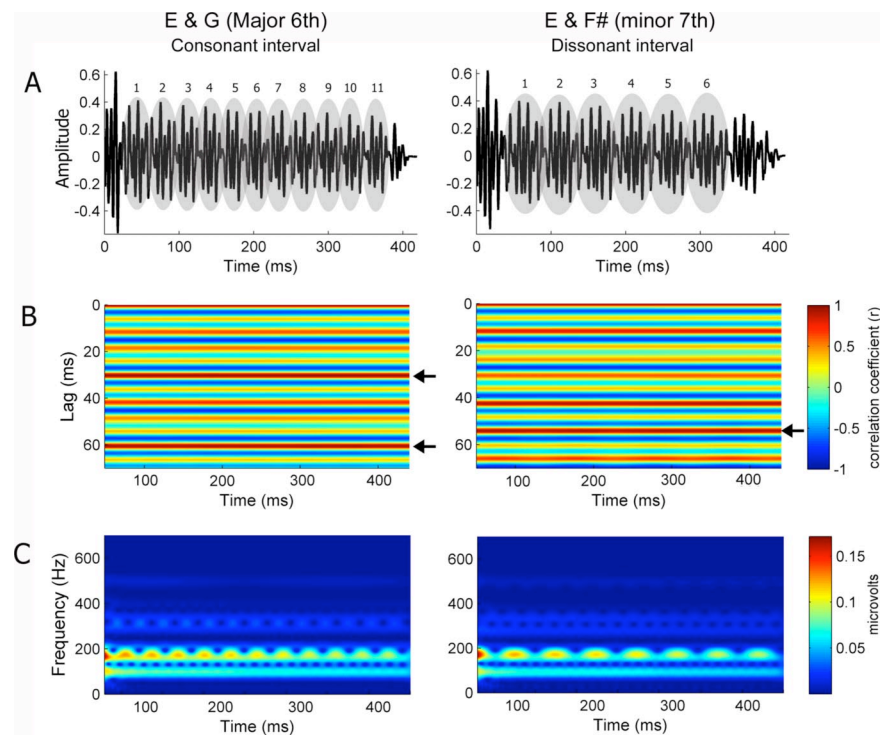 E & G (Major 6th)
Consonant interval
E & F# (minor 7th)
Dissonant interval
A
Amplitude
0.6
0.4
0.2
0
-0.2
-0.4
1 2 3 4 5 6 7 8 9 10 11
0 100 200 300 400
Time (ms)
0.6
0.4
0.2
0
-0.2
-0.4
1 2 3 4 5 6
0 100 200 300 400
Time (ms)
B
Lag (ms)
0
20
40
60
100 200 300 400
Time (ms)
0
20
40
60
100 200 300 400
Time (ms)
1
0.5
0
-0.5
-1
correlation coefficient (r)
C
Frequency (Hz)
600
400
200
0
0 100 200 300 400
Time (ms)
600
400
200
0
100 200 300 400
Time (ms)
0.15
0.10
0.05
microvolts